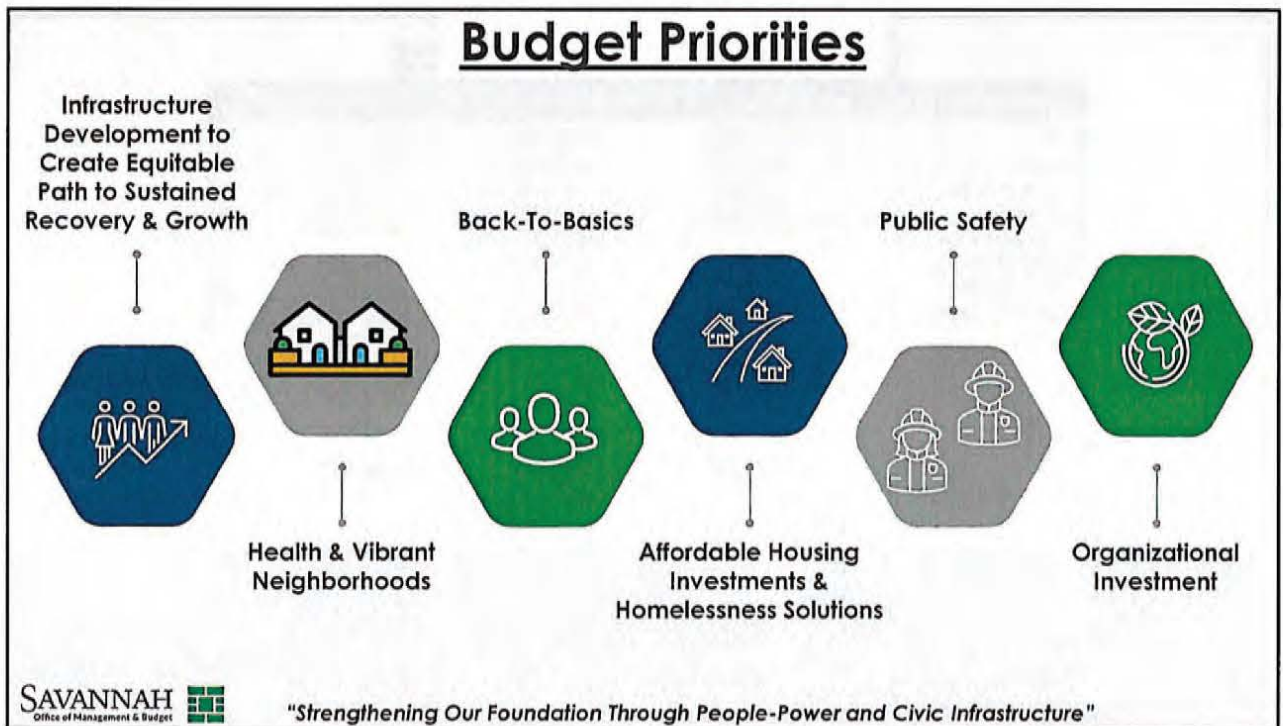 Budget Priorities
Infrastructure
Development to
Create Equitable
Path to Sustained
Recovery & Growth
Health & Vibrant
Neighborhoods
Back-To-Basics
Affordable Housing
Investments &
Homelessness Solutions
Public Safety
Organizational
Investment
SAVANNAH
Office of Management & Budget
"Strengthening Our Foundation Through People-Power and Civic Infrastructure"